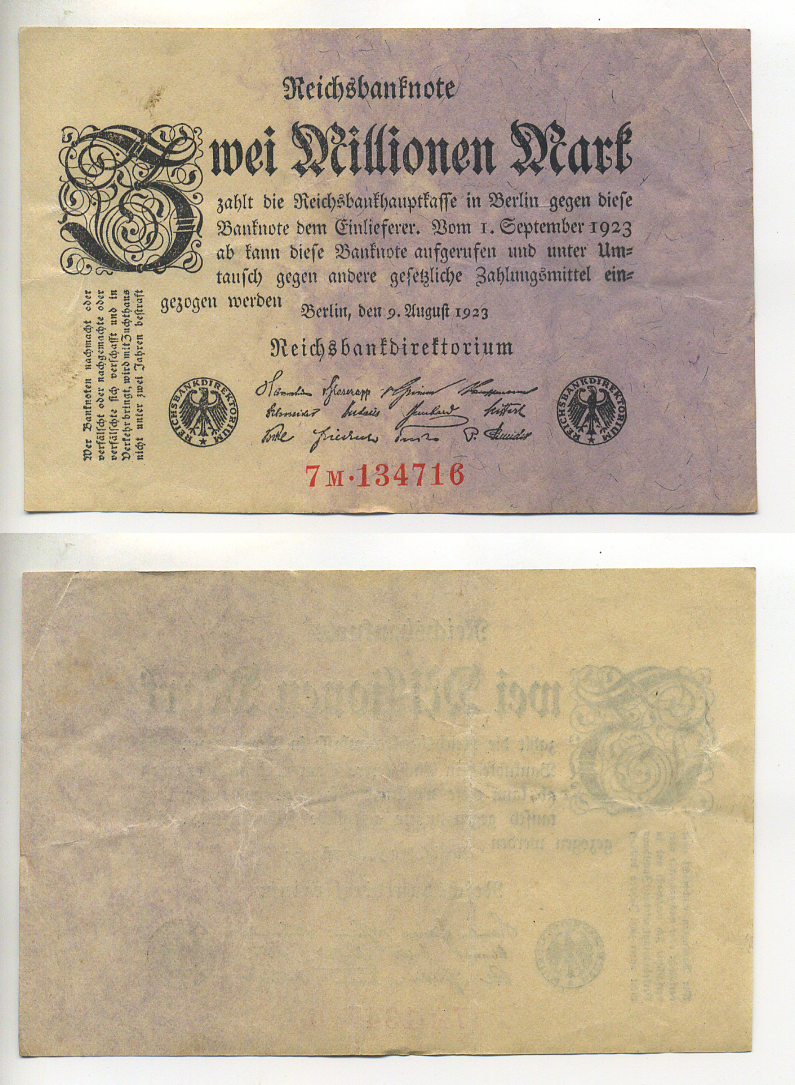 Reichsbanknote
Zwei Millionen Mark
zahlt die Reichsbankhauptkasse in Berlin gegen diese
Banknote dem Einlieferer. Vom 1. September 1923
ab kann diese Banknote aufgerufen und unter Um=
tausch gegen andere gesetzliche Zahlungsmittel ein=
gezogen werden
Berlin, den 9. August 1923
Reichsbankdirektorium
REICHSBANKDIREKTORIUM
REICHSBANKDIREKTORIUM
7M·134716
Wer Banknoten nachmacht oder
verfälscht oder nachgemachte oder
verfälschte sich verschafft und in
Verkehr bringt, wird mit Zuchthaus
nicht unter zwei Jahren bestraft